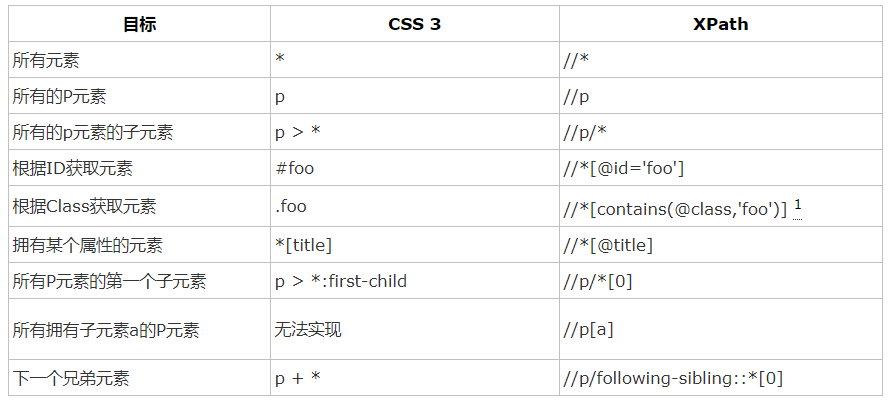 目标 CSS 3 XPath
所有元素 * //*
所有的P元素 p //p
所有的p元素的子元素 p > * //p/*
根据ID获取元素 #foo //*[@id='foo']
根据Class获取元素 .foo //*[contains(@class,'foo')] 1
拥有某个属性的元素 *[title] //*[@title]
所有P元素的第一个子元素 p > *:first-child //p/*[0]
所有拥有子元素a的P元素 无法实现 //p[a]
下一个兄弟元素 p + * //p/following-sibling::*[0]